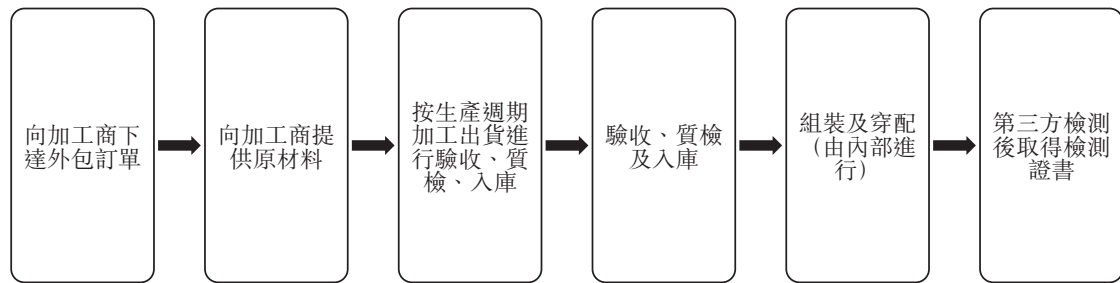 向加工商下
達外包訂單
向加工商提
供原材料
按生產週期
加工出貨進
行驗收、質
檢、入庫
驗收、質檢
及入庫
組裝及穿配
（由內部進
行）
第三方檢測
後取得檢測
證書